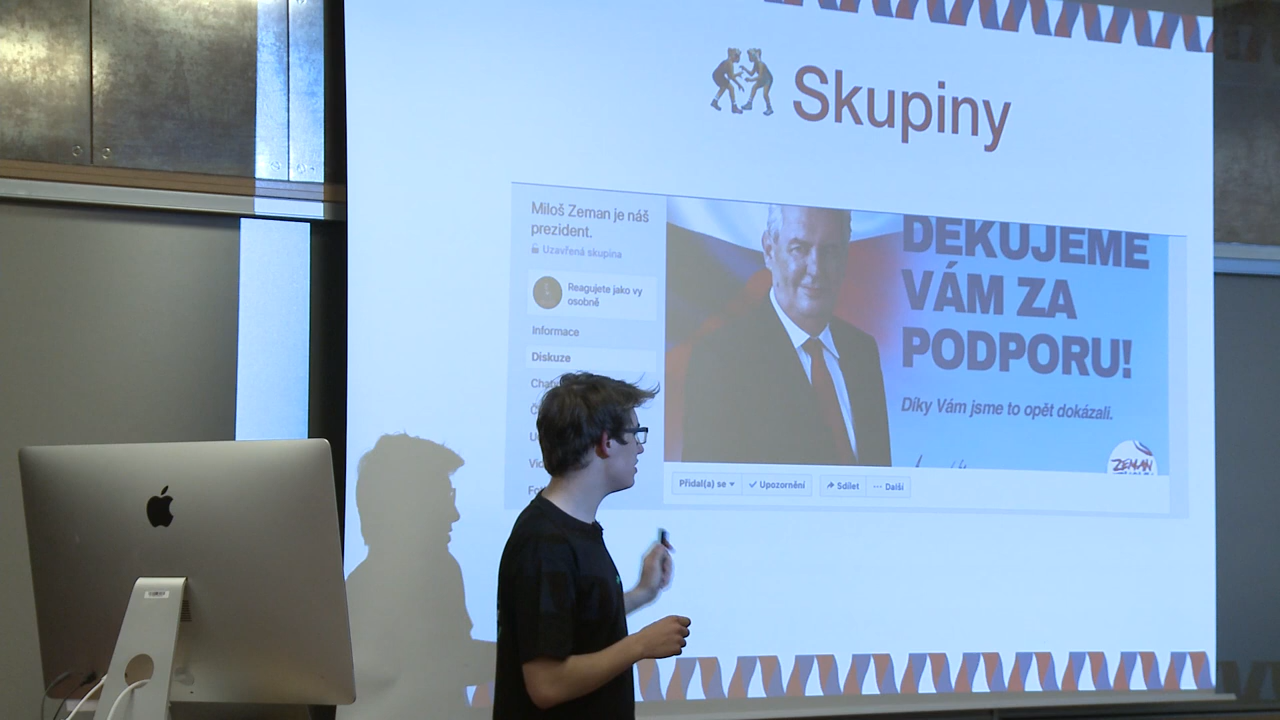 Skupiny
Miloš Zeman je náš
prezident.
Uzavřená skupina
Reagujete jako vy
osobně
Informace
Diskuze
DĚKUJEME
VÁM ZA
PODPORU!
Díky Vám jsme to opět dokázali.
ZEMAN
Přidal(a) se
Upozornění
Sdílet
Další